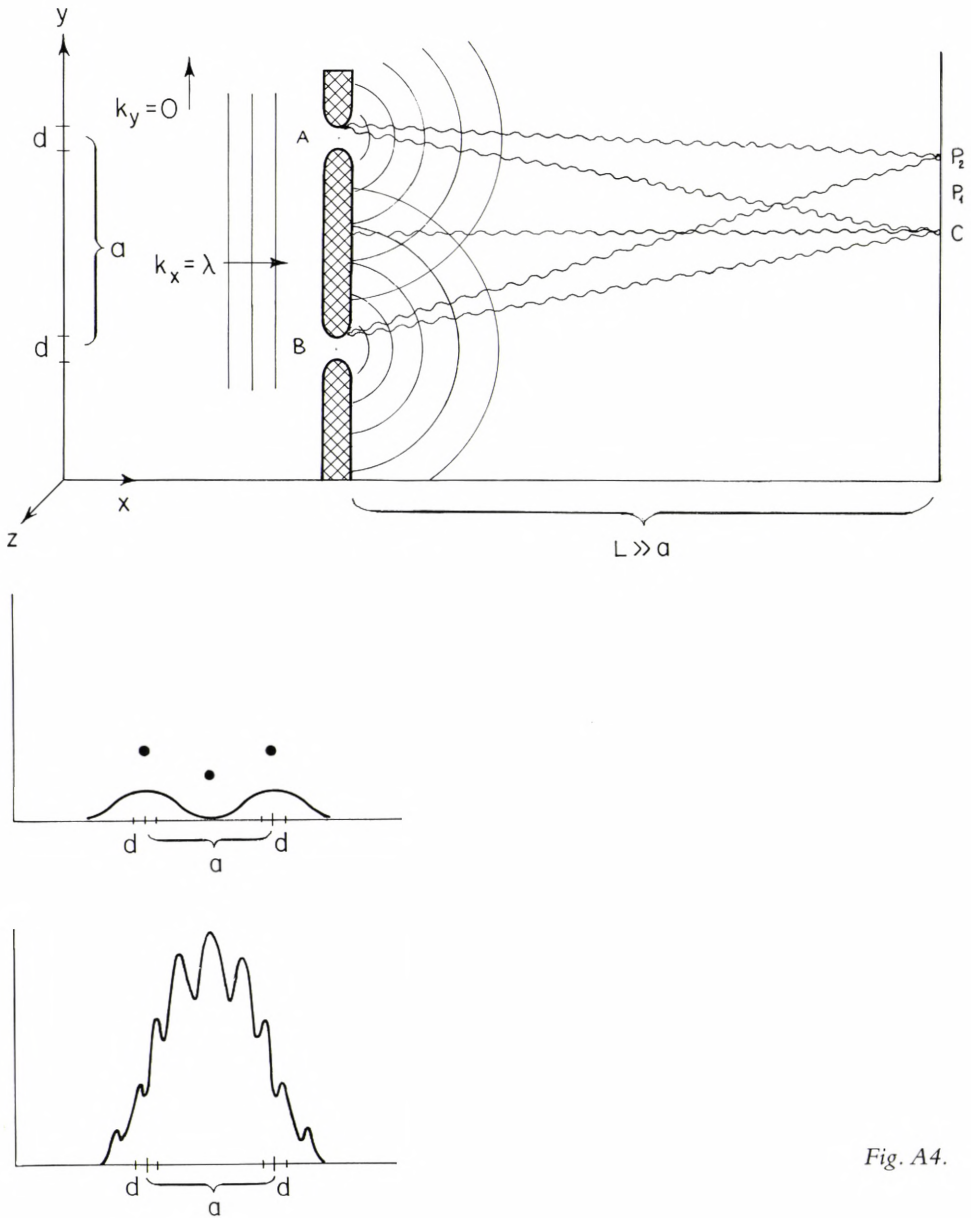 y
k_y = 0
d
A
P₂
P₁
a
C
k_x = λ
d
B
x
z
L ≫ a
d d
a
d d
a
Fig. A4.